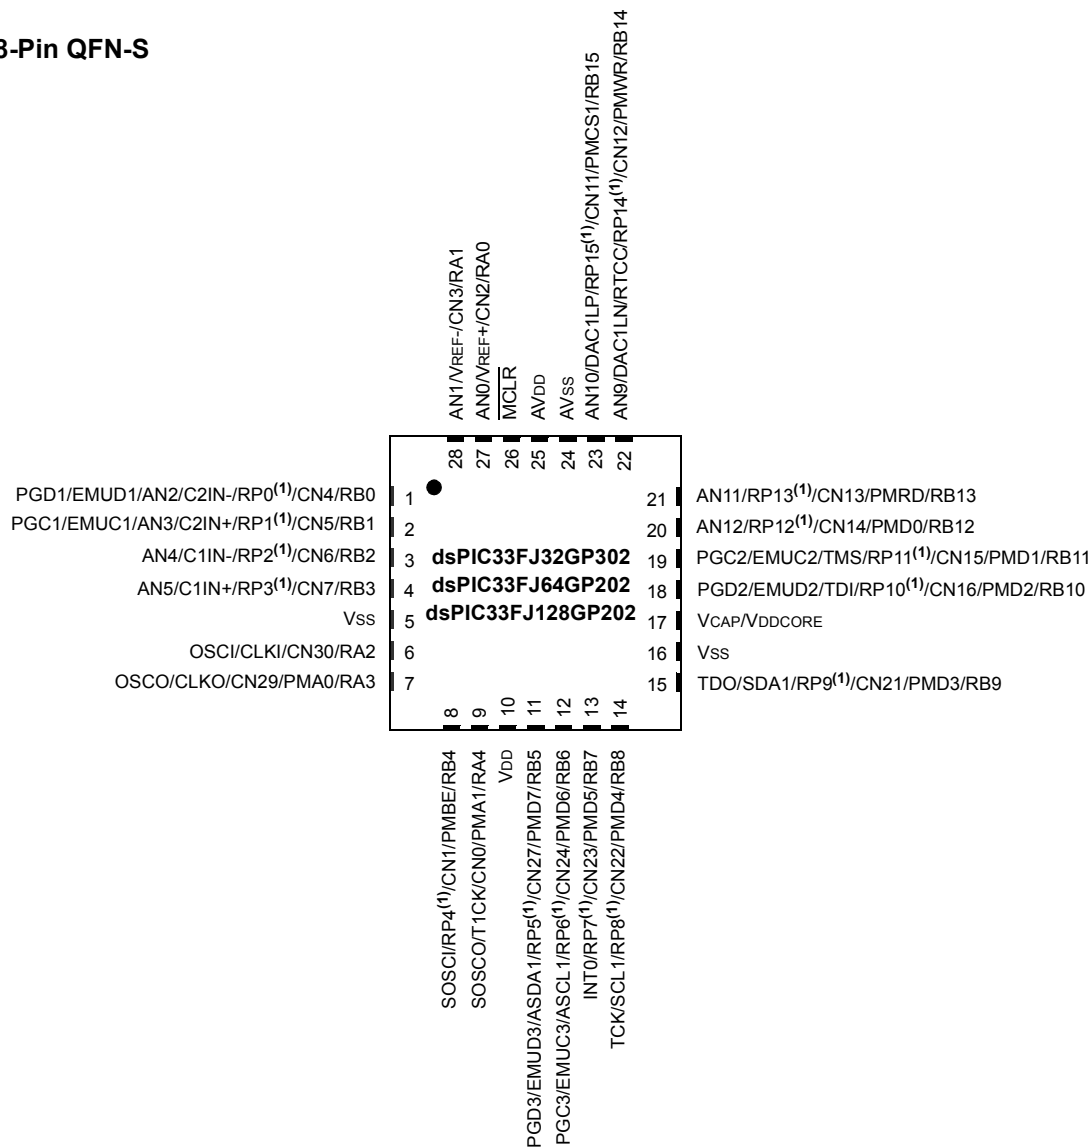 8-Pin QFN-S
AN1/VREF-/CN3/RA1
AN0/VREF+/CN2/RA0
MCLR
AVDD
AVSS
AN10/DAC1LP/RP15(1)/CN11/PMCS1/RB15
AN9/DAC1LN/RTCC/RP14(1)/CN12/PMWR/RB14
28
27
26
25
24
23
22
PGD1/EMUD1/AN2/C2IN-/RP0(1)/CN4/RB0 1
PGC1/EMUC1/AN3/C2IN+/RP1(1)/CN5/RB1 2
AN4/C1IN-/RP2(1)/CN6/RB2 3
AN5/C1IN+/RP3(1)/CN7/RB3 4
VSS 5
OSCI/CLKI/CN30/RA2 6
OSCO/CLKO/CN29/PMA0/RA3 7
dsPIC33FJ32GP302
dsPIC33FJ64GP202
dsPIC33FJ128GP202
21 AN11/RP13(1)/CN13/PMRD/RB13
20 AN12/RP12(1)/CN14/PMD0/RB12
19 PGC2/EMUC2/TMS/RP11(1)/CN15/PMD1/RB11
18 PGD2/EMUD2/TDI/RP10(1)/CN16/PMD2/RB10
17 VCAP/VDDCORE
16 VSS
15 TDO/SDA1/RP9(1)/CN21/PMD3/RB9
8
9
10
11
12
13
14
SOSCI/RP4(1)/CN1/PMBE/RB4
SOSCO/T1CK/CN0/PMA1/RA4
VDD
PGD3/EMUD3/ASDA1/RP5(1)/CN27/PMD7/RB5
PGC3/EMUC3/ASCL1/RP6(1)/CN24/PMD6/RB6
INT0/RP7(1)/CN23/PMD5/RB7
TCK/SCL1/RP8(1)/CN22/PMD4/RB8